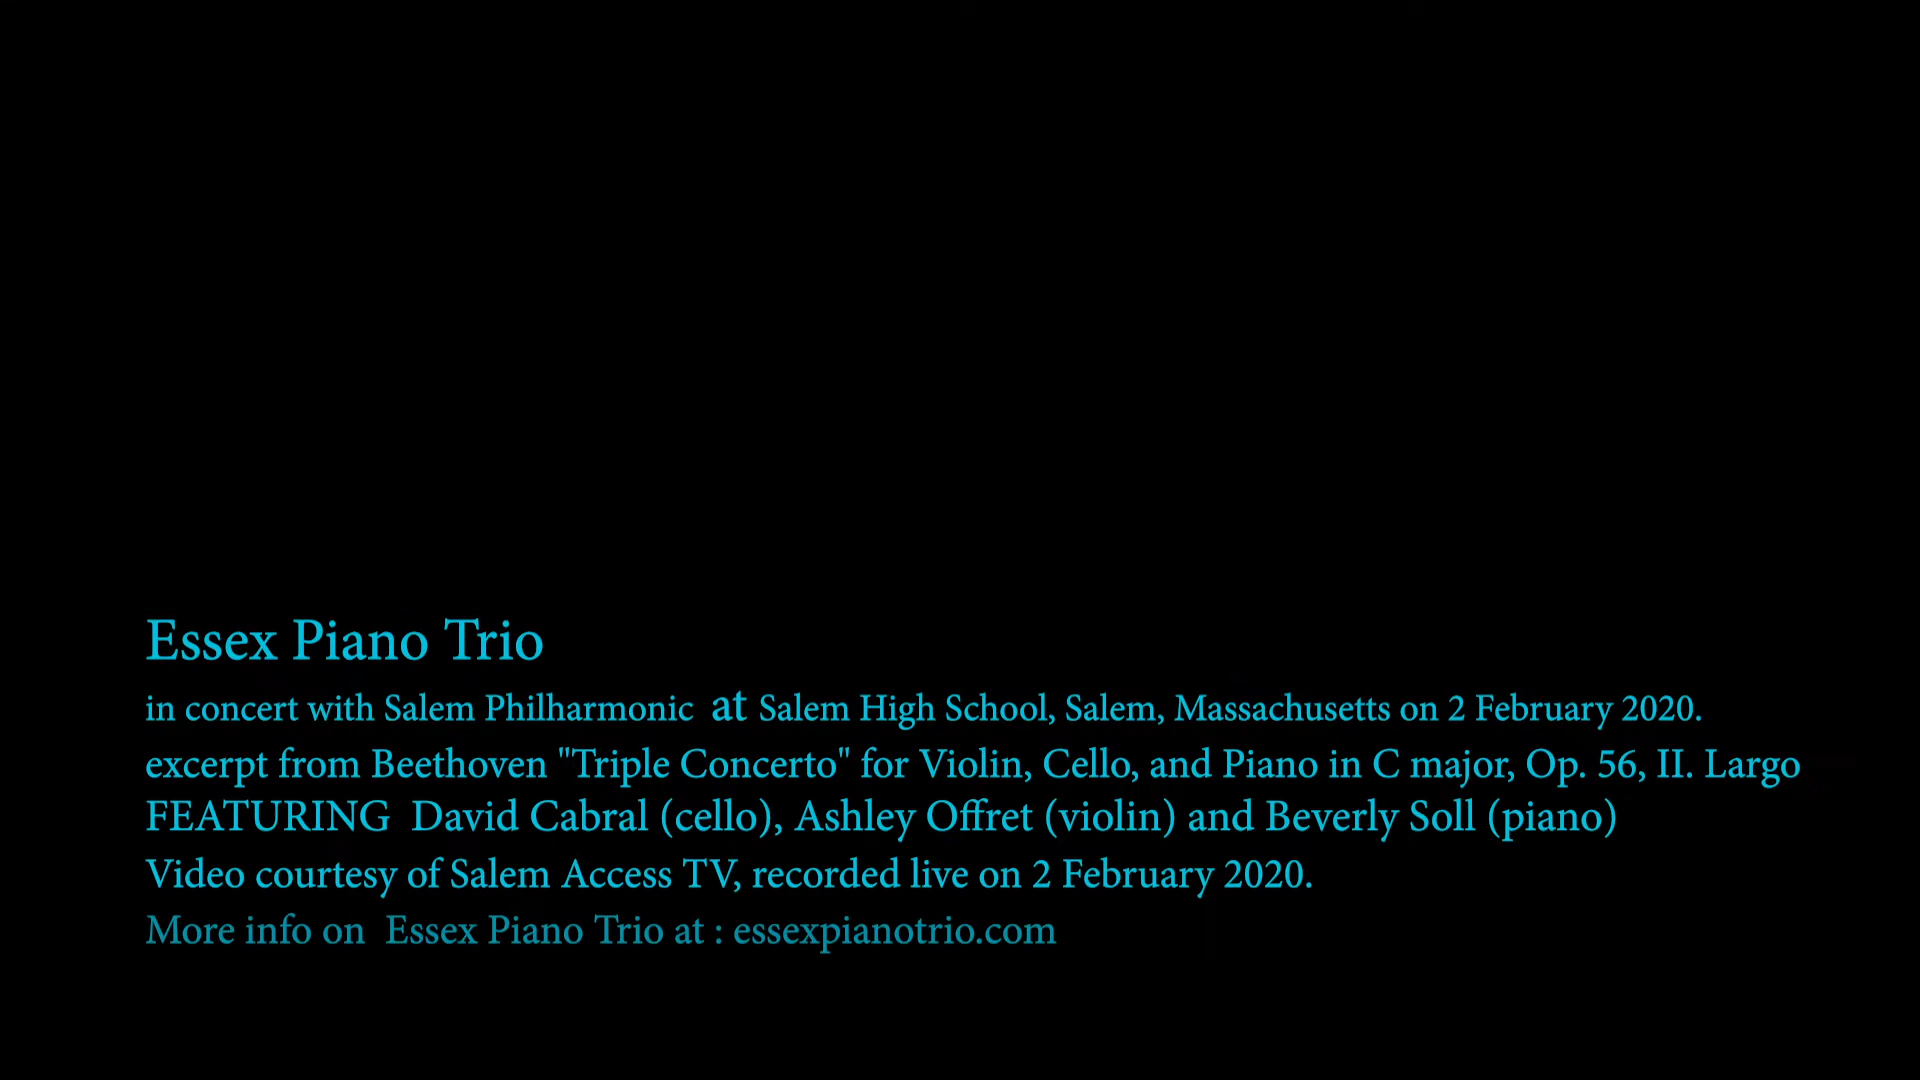 Essex Piano Trio
in concert with Salem Philharmonic  at Salem High School, Salem, Massachusetts on 2 February 2020.
excerpt from Beethoven "Triple Concerto" for Violin, Cello, and Piano in C major, Op. 56, II. Largo
FEATURING  David Cabral (cello), Ashley Offret (violin) and Beverly Soll (piano)
Video courtesy of Salem Access TV, recorded live on 2 February 2020.
More info on  Essex Piano Trio at : essexpianotrio.com